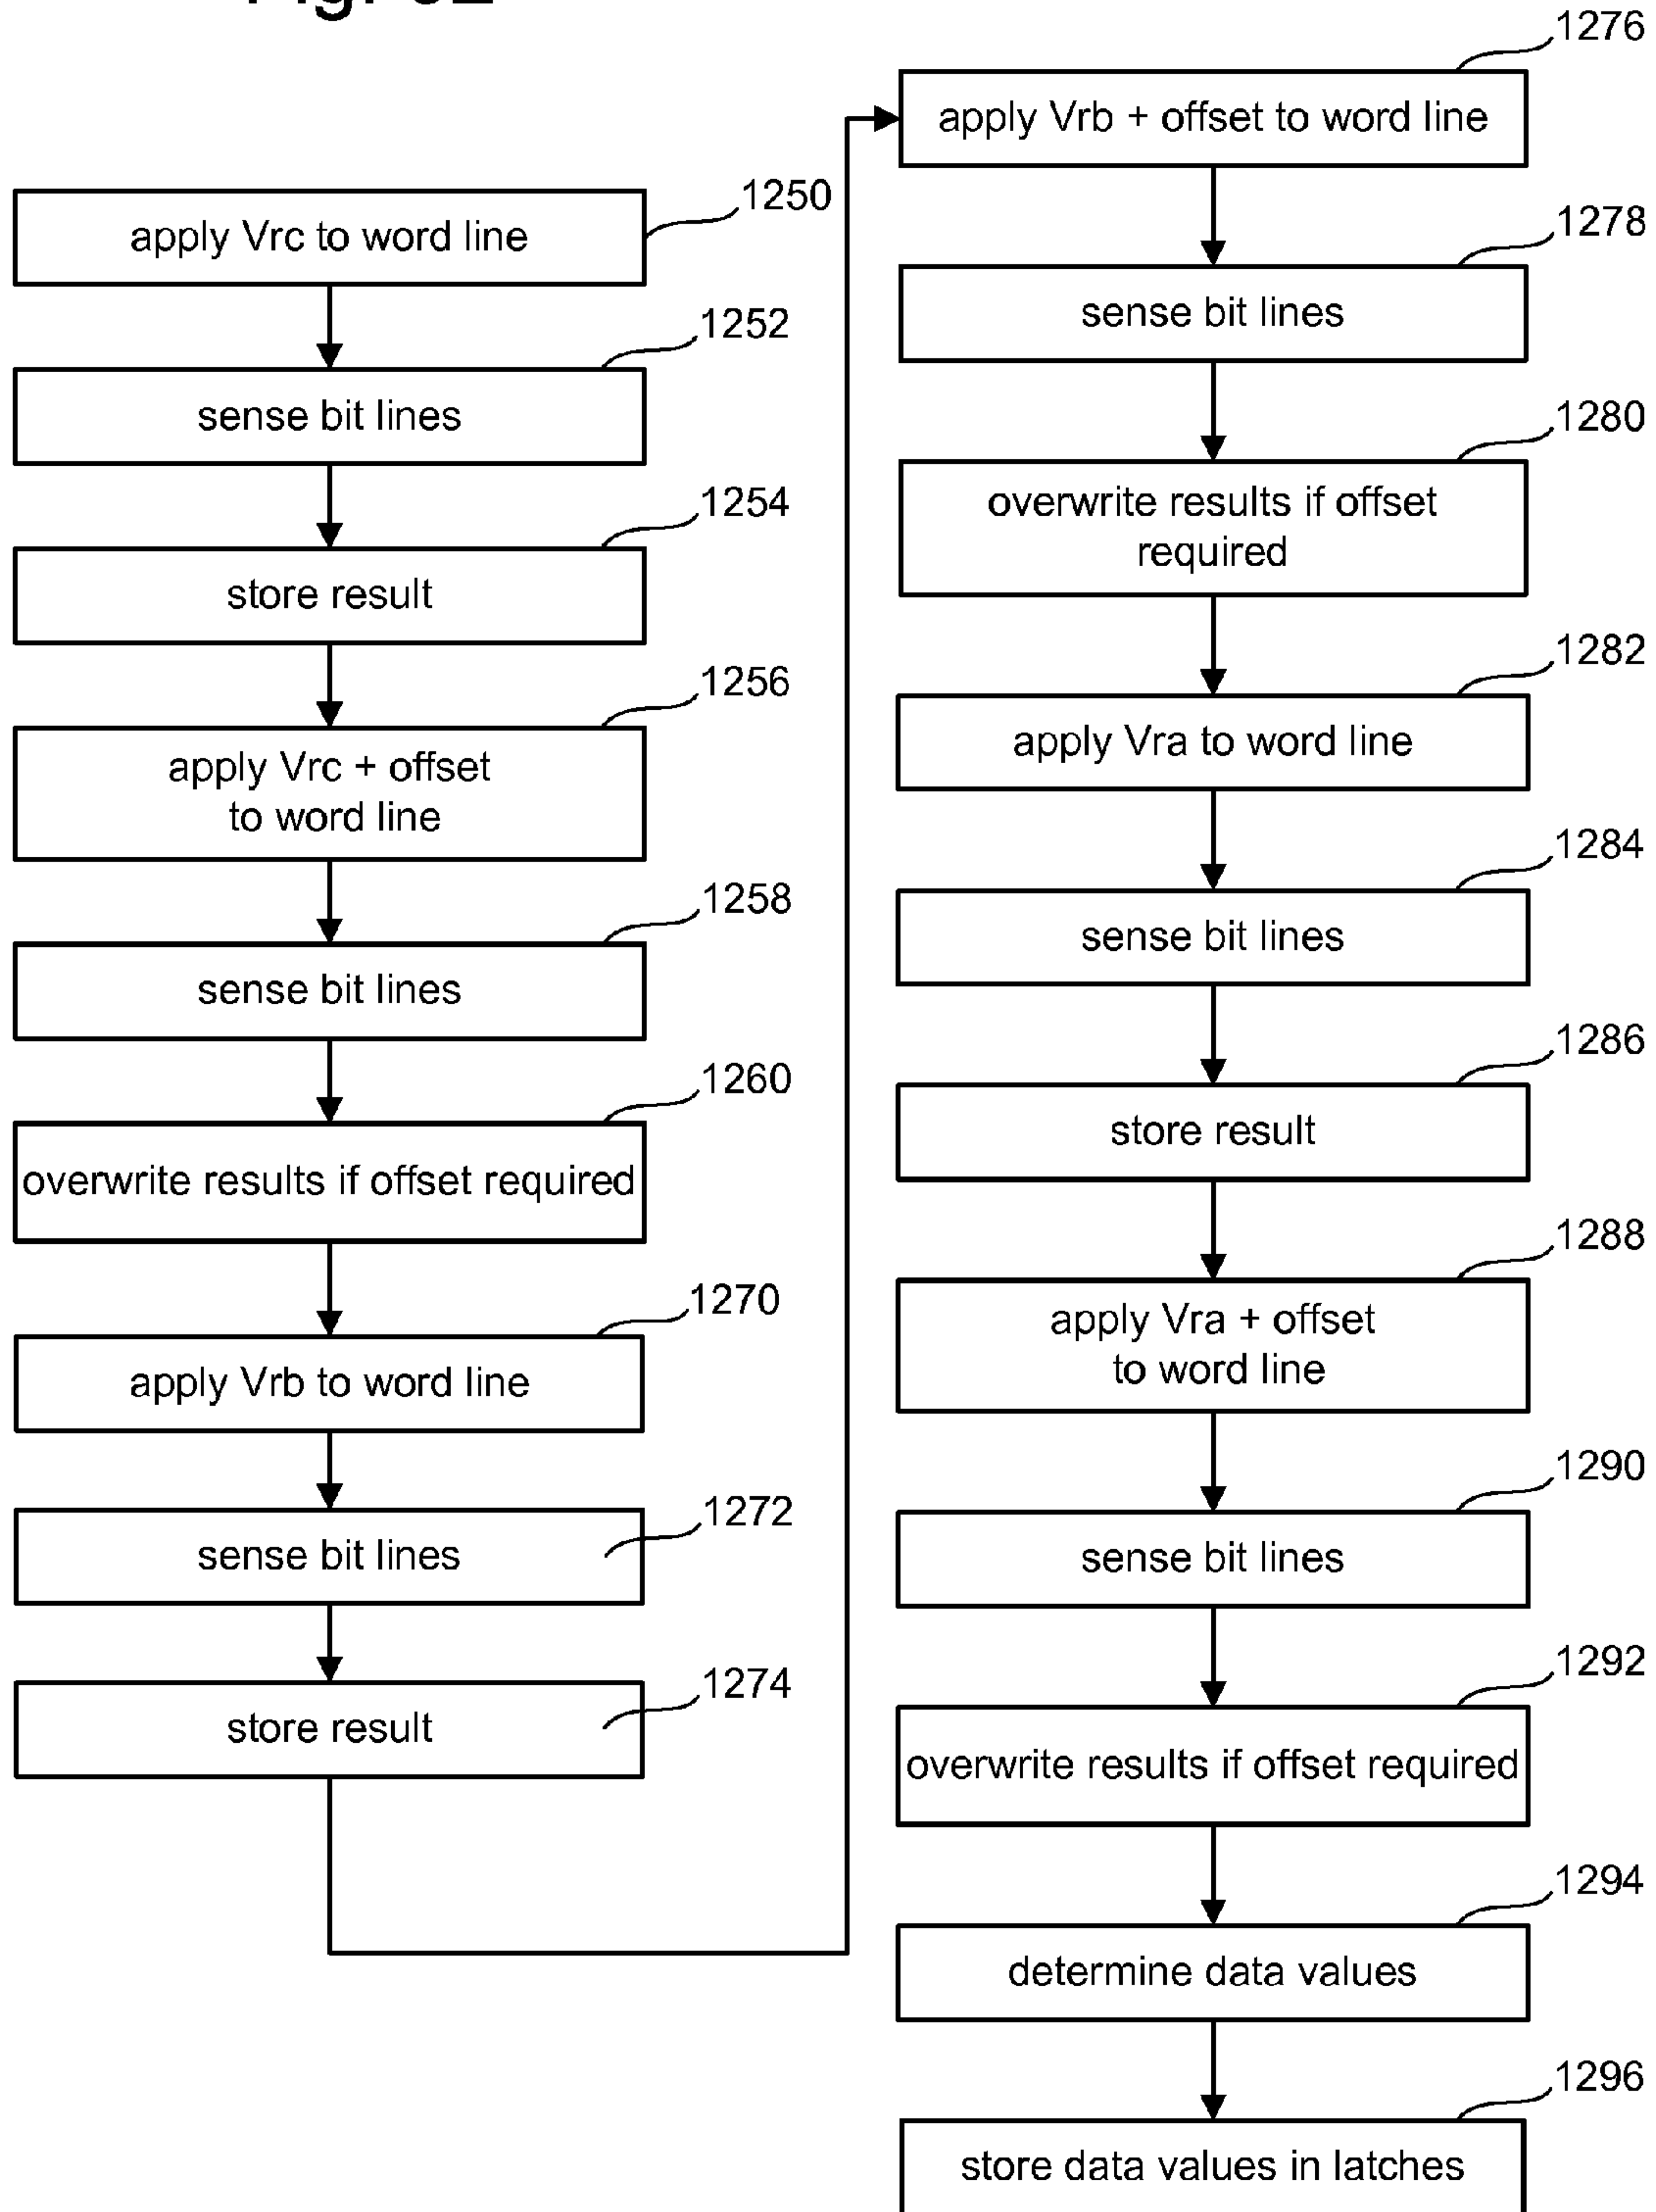 1250
apply Vrc to word line
1252
sense bit lines
1254
store result
1256
apply Vrc + offset
to word line
1258
sense bit lines
1260
overwrite results if offset required
1270
apply Vrb to word line
1272
sense bit lines
1274
store result
1276
apply Vrb + offset to word line
1278
sense bit lines
1280
overwrite results if offset
required
1282
apply Vra to word line
1284
sense bit lines
1286
store result
1288
apply Vra + offset
to word line
1290
sense bit lines
1292
overwrite results if offset required
1294
determine data values
1296
store data values in latches